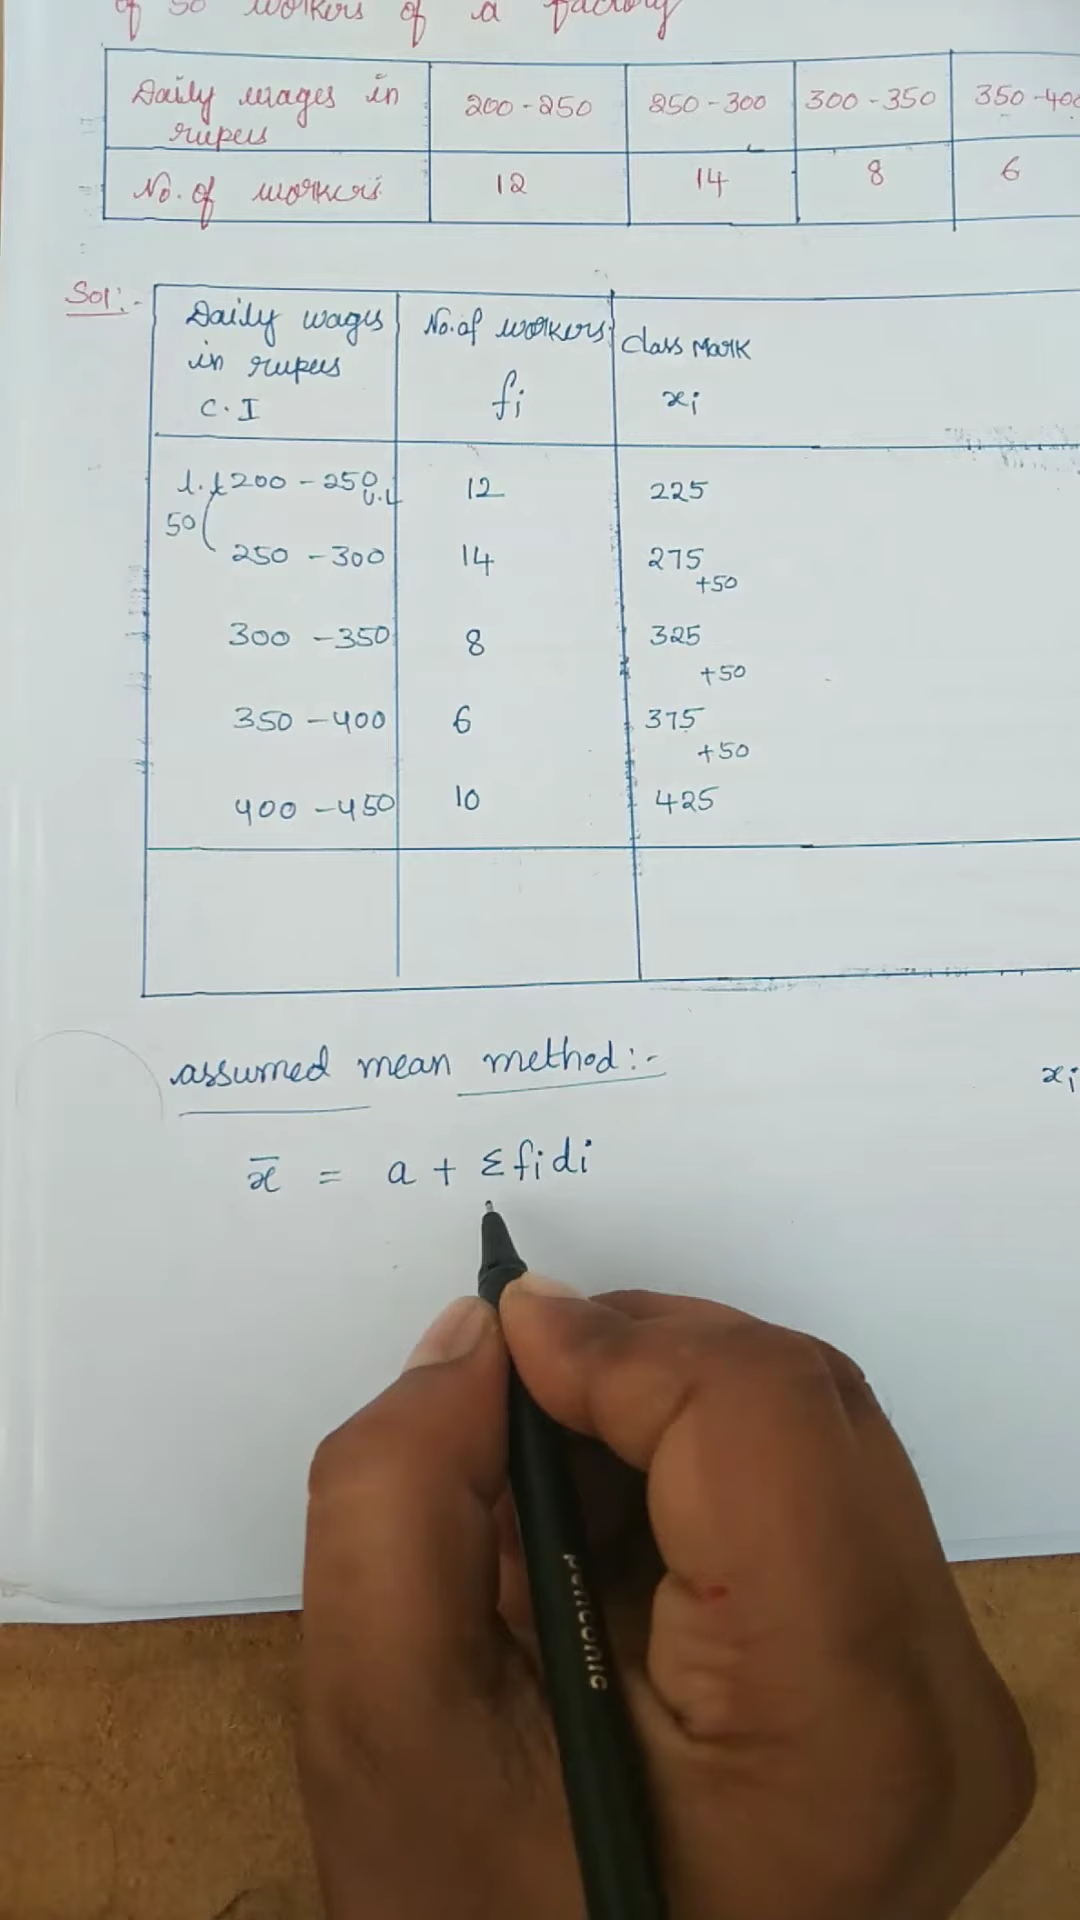 of 50 workers of a factory
Daily wages in rupees 200-250 250-300 300-350 350-400
No. of workers 12 14 8 6
Sol:-
Daily wages in rupees C.I No. of workers fi class mark xi
l.l 200-250 u.l 12 225
50
250-300 14 275
+50
300-350 8 325
+50
350-400 6 375
+50
400-450 10 425
assumed mean method:-
xi
x̄ = a + Σfidi
pentonic